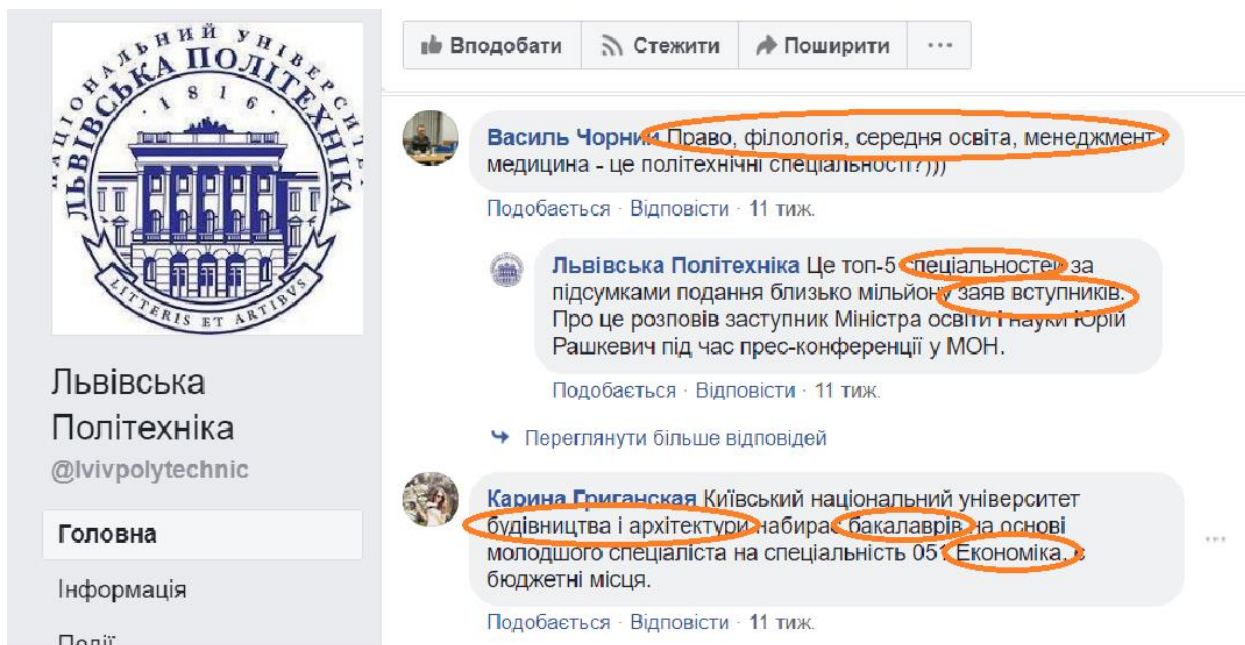 НАЦІОНАЛЬНИЙ УНІВЕРСИТЕТ
ЛЬВІВСЬКА ПОЛІТЕХНІКА
1816
LITTERIS ET ARTIBUS
Львівська
Політехніка
@lvivpolytechnic
Головна
Інформація
Події
Вподобати Стежити Поширити ...
Василь Чорний Право, філологія, середня освіта, менеджмент і
медицина - це політехнічні спеціальності?)))
Подобається · Відповісти · 11 тиж.
Львівська Політехніка Це топ-5 спеціальностей за
підсумками подання близько мільйону заяв вступників.
Про це розповів заступник Міністра освіти і науки Юрій
Рашкевич під час прес-конференції у МОН.
Подобається · Відповісти · 11 тиж.
Переглянути більше відповідей
Карина Григанская Київський національний університет
будівництва і архітектури набирає бакалаврів на основі
молодшого спеціаліста на спеціальність 051 Економіка, є
бюджетні місця.
Подобається · Відповісти · 11 тиж.